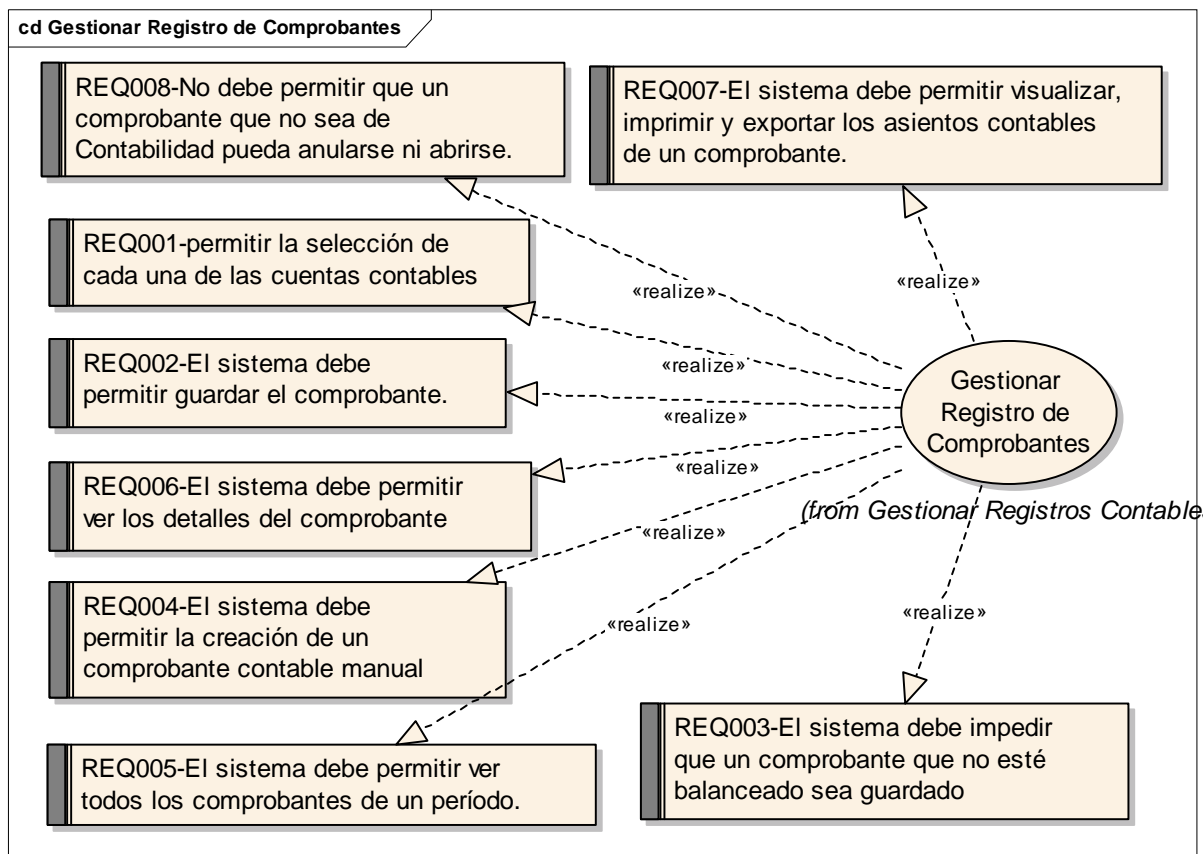 cd Gestionar Registro de Comprobantes
REQ008-No debe permitir que un
comprobante que no sea de
Contabilidad pueda anularse ni abrirse.
REQ007-El sistema debe permitir visualizar,
imprimir y exportar los asientos contables
de un comprobante.
REQ001-permitir la selección de
cada una de las cuentas contables
«realize»
«realize»
REQ002-El sistema debe
permitir guardar el comprobante.
«realize»
«realize»
Gestionar
Registro de
Comprobantes
REQ006-El sistema debe permitir
ver los detalles del comprobante
«realize»
(from Gestionar Registros Contable
«realize»
REQ004-El sistema debe
permitir la creación de un
comprobante contable manual
«realize»
«realize»
REQ005-El sistema debe permitir ver
todos los comprobantes de un período.
REQ003-El sistema debe impedir
que un comprobante que no esté
balanceado sea guardado